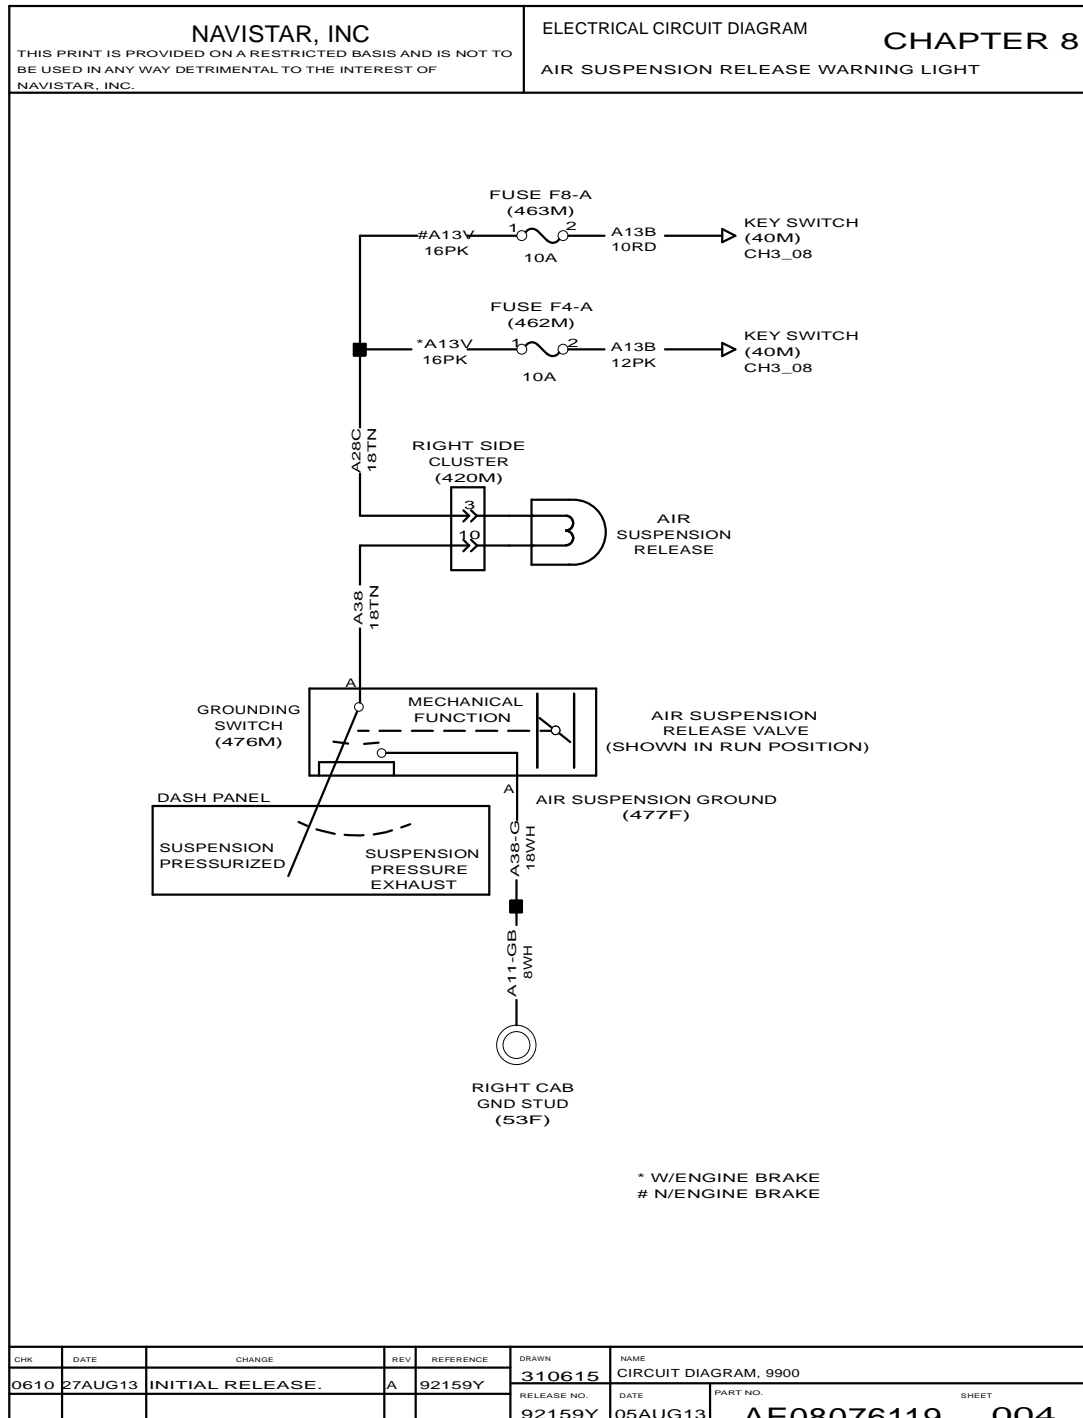 NAVISTAR, INC
THIS PRINT IS PROVIDED ON A RESTRICTED BASIS AND IS NOT TO
BE USED IN ANY WAY DETRIMENTAL TO THE INTEREST OF
NAVISTAR, INC.
ELECTRICAL CIRCUIT DIAGRAM
CHAPTER 8
AIR SUSPENSION RELEASE WARNING LIGHT
FUSE F8-A
(463M)
#A13V
16PK
1
2
10A
A13B
10RD
KEY SWITCH
(40M)
CH3_08
FUSE F4-A
(462M)
*A13V
16PK
1
2
10A
A13B
12PK
KEY SWITCH
(40M)
CH3_08
A28C
18TN
RIGHT SIDE
CLUSTER
(420M)
3
10
AIR
SUSPENSION
RELEASE
A38
18TN
A
GROUNDING
SWITCH
(476M)
MECHANICAL
FUNCTION
AIR SUSPENSION
RELEASE VALVE
(SHOWN IN RUN POSITION)
DASH PANEL
SUSPENSION
PRESSURIZED
SUSPENSION
PRESSURE
EXHAUST
A
AIR SUSPENSION GROUND
(477F)
A38-G
18WH
A11-GB
8WH
RIGHT CAB
GND STUD
(53F)
* W/ENGINE BRAKE
# N/ENGINE BRAKE
CHK DATE CHANGE REV REFERENCE
0610 27AUG13 INITIAL RELEASE. A 92159Y
DRAWN
310615
NAME
CIRCUIT DIAGRAM, 9900
RELEASE NO.
92159Y
DATE
05AUG13
PART NO.
AE08076119
SHEET
004